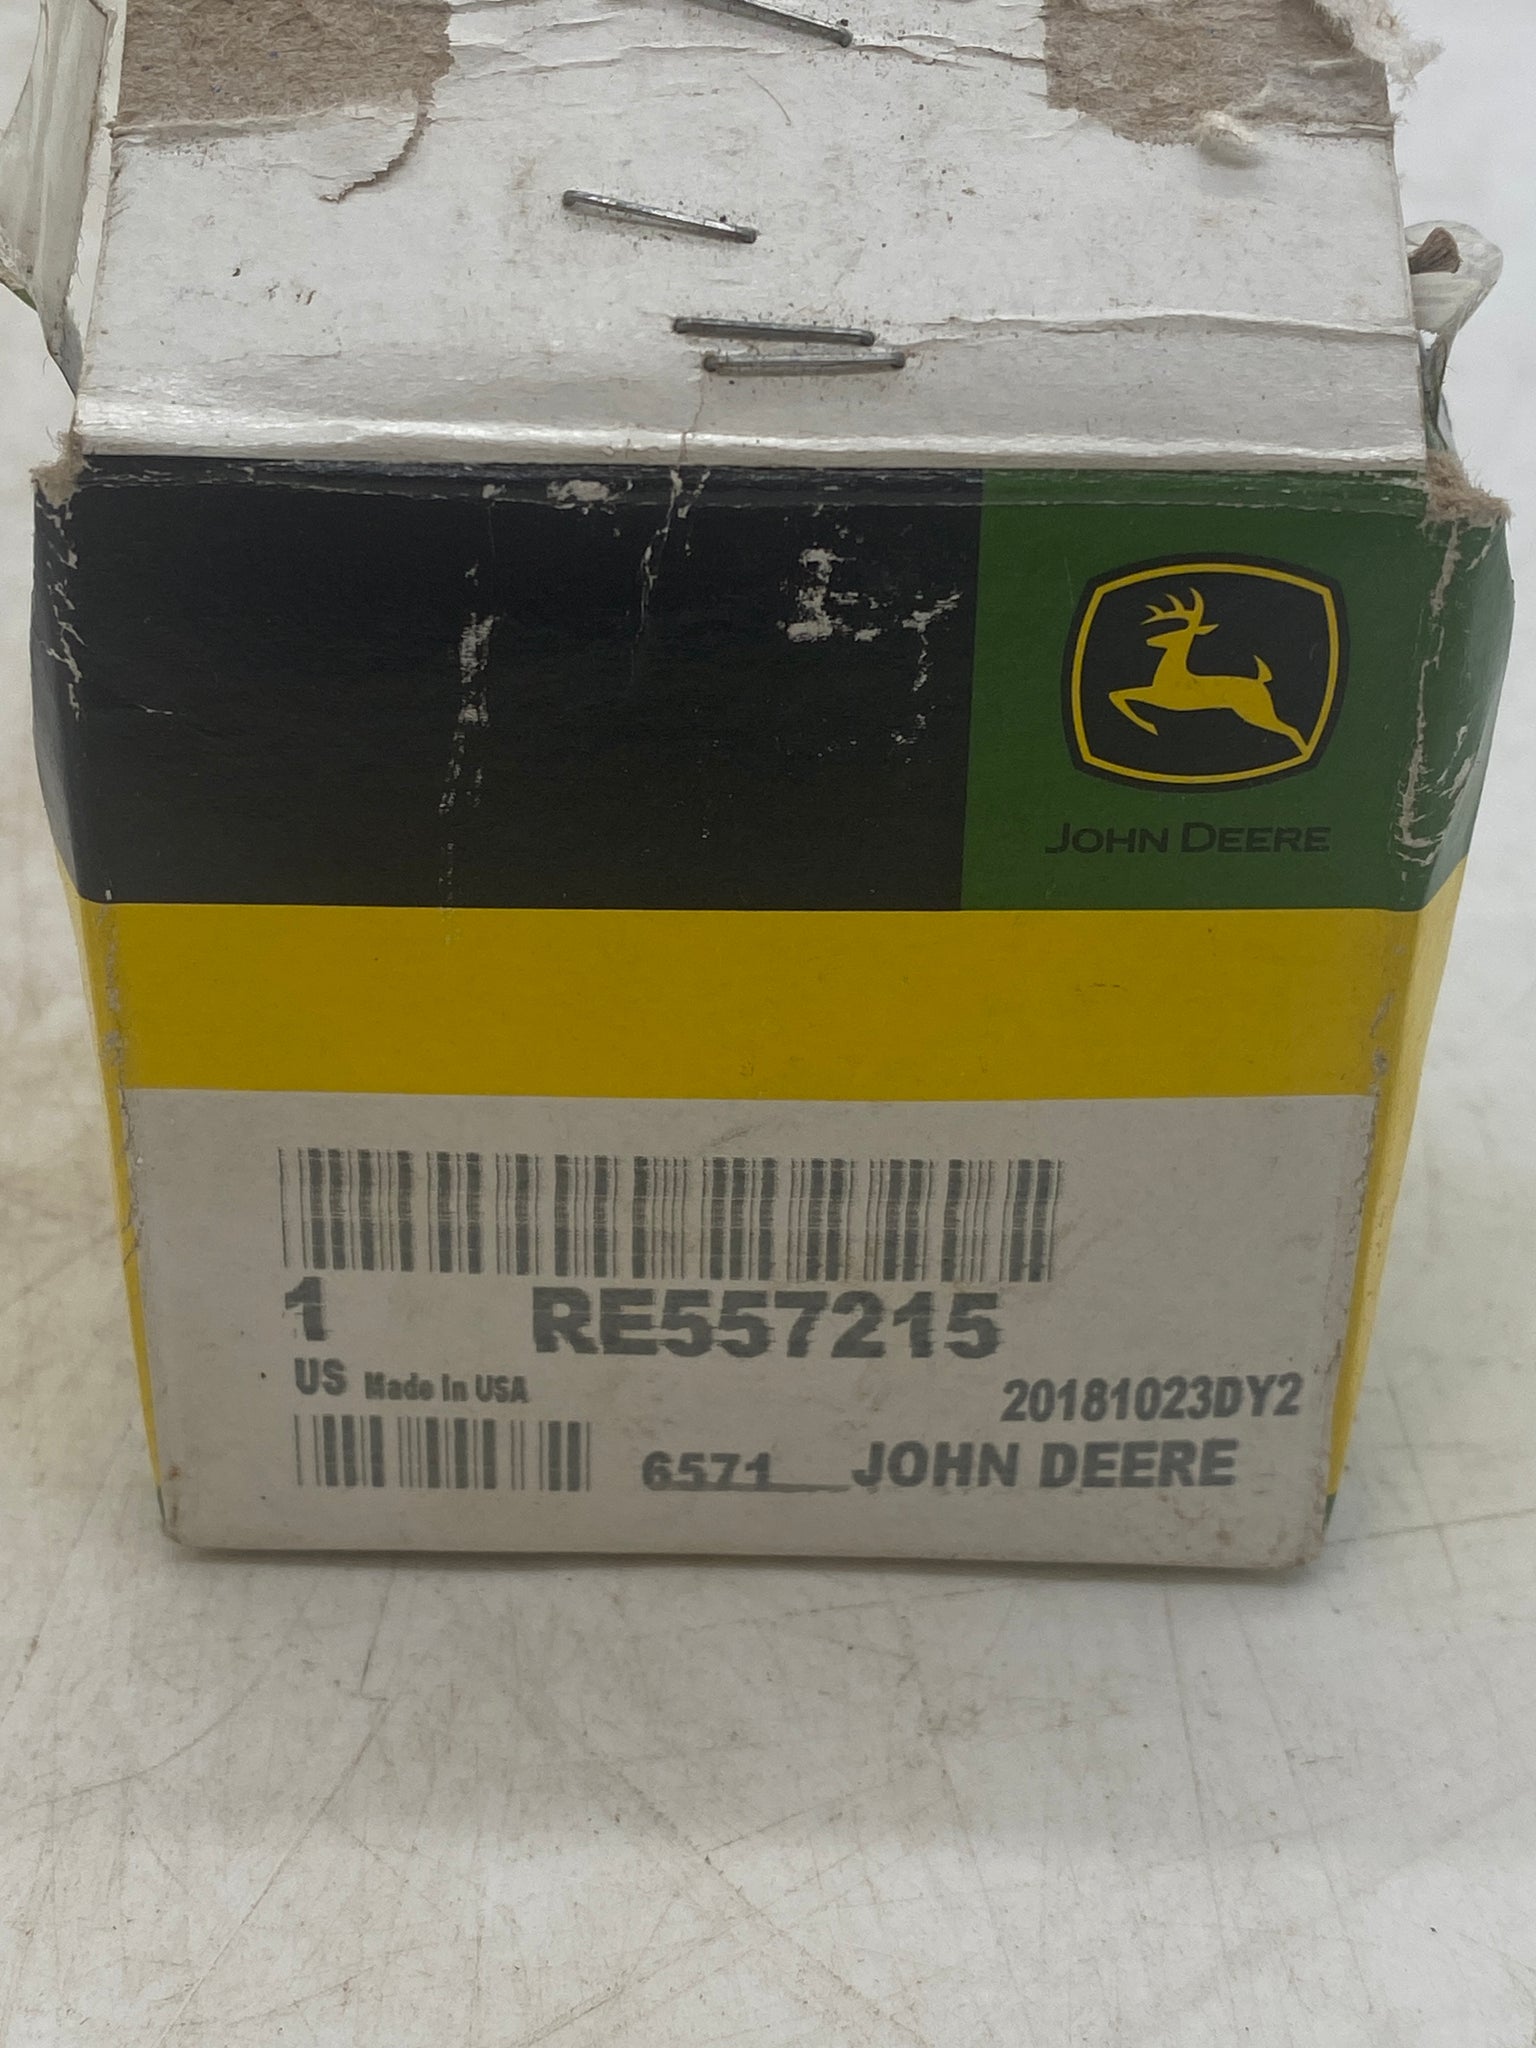 JOHN DEERE
1 RE557215
US Made In USA
20181023DY2
6571 JOHN DEERE